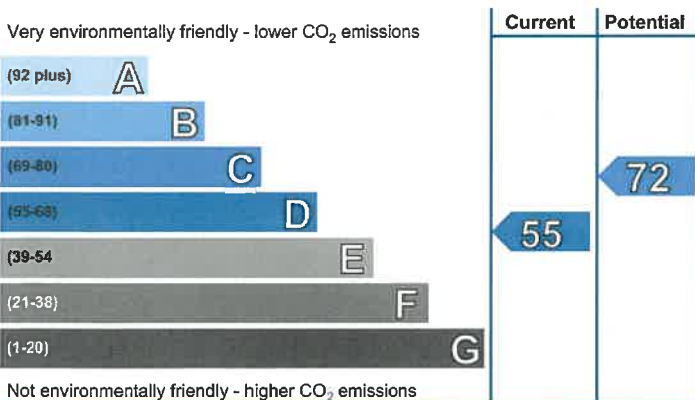 Very environmentally friendly - lower CO2 emissions
Current
Potential
(92 plus) A
(81-91) B
(69-80) C
(55-68) D
(39-54 E
(21-38) F
(1-20) G
72
55
Not environmentally friendly - higher CO2 emissions